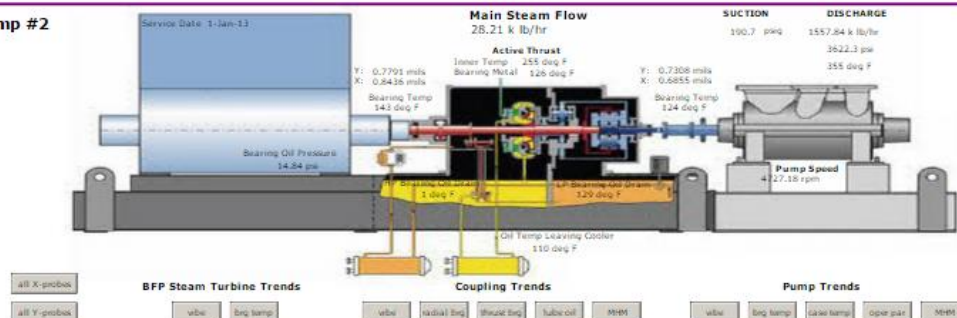 mp #2
Service Date 1-Jan-13
Main Steam Flow
28.21 k lb/hr
SUCTION
190.7 psig
DISCHARGE
1557.84 k lb/hr
3622.3 psi
355 deg F
Active Thrust
Inner Temp 255 deg F
Bearing Metal 126 deg F
Y: 0.7791 mils
X: 0.8436 mils
Bearing Temp
143 deg F
Y: 0.7308 mils
X: 0.6855 mils
Bearing Temp
124 deg F
Bearing Oil Pressure
14.84 psi
Pump Speed
4727.18 rpm
Bearing Oil Drain
1 deg F
LP Bearing Oil Drain
129 deg F
Oil Temp Leaving Cooler
110 deg F
all X-probes
BFP Steam Turbine Trends
Coupling Trends
Pump Trends
all Y-probes
vibe
brg temp
vibe
radial brg
thrust brg
lube oil
MHM
vibe
brg temp
case temp
oper par
MHM